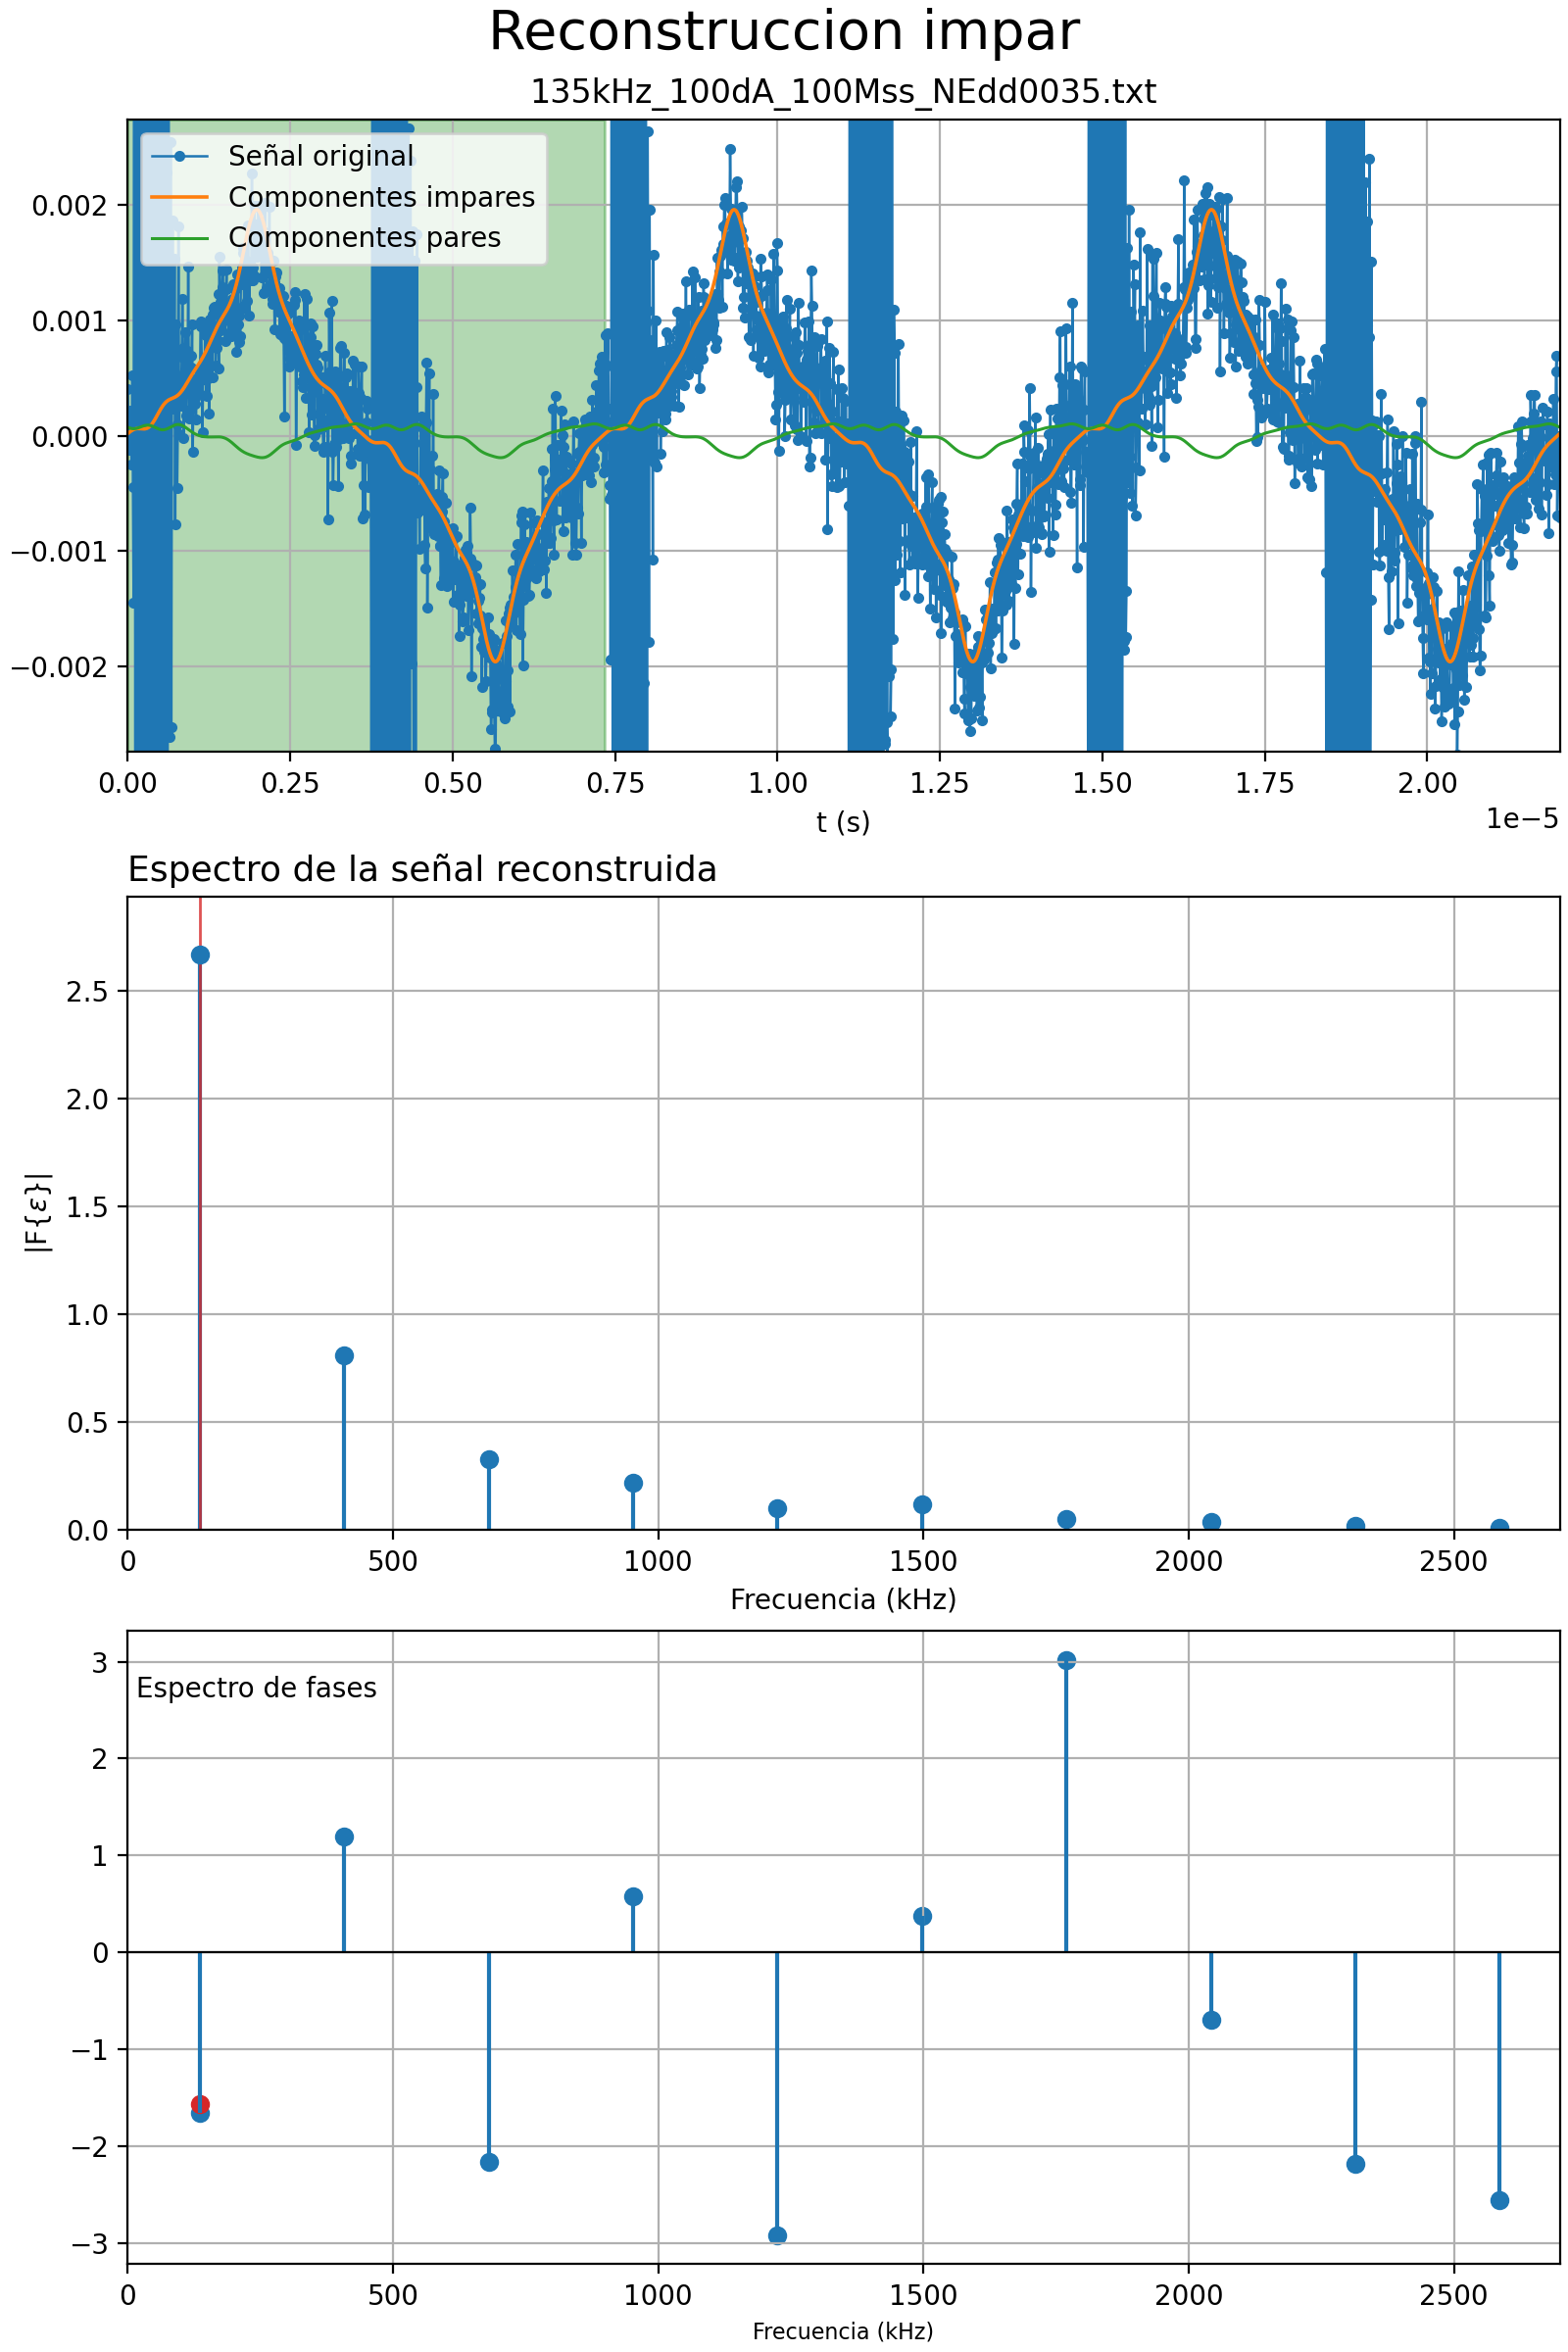 Reconstruccion impar
135kHz_100dA_100Mss_NEdd0035.txt
Señal original
Componentes impares
Componentes pares
0.002
0.001
0.000
−0.001
−0.002
0.00 0.25 0.50 0.75 1.00 1.25 1.50 1.75 2.00
1e−5
t (s)
Espectro de la señal reconstruida
2.5
2.0
1.5
1.0
0.5
0.0
|F{ε}|
0 500 1000 1500 2000 2500
Frecuencia (kHz)
Espectro de fases
3
2
1
0
−1
−2
−3
0 500 1000 1500 2000 2500
Frecuencia (kHz)